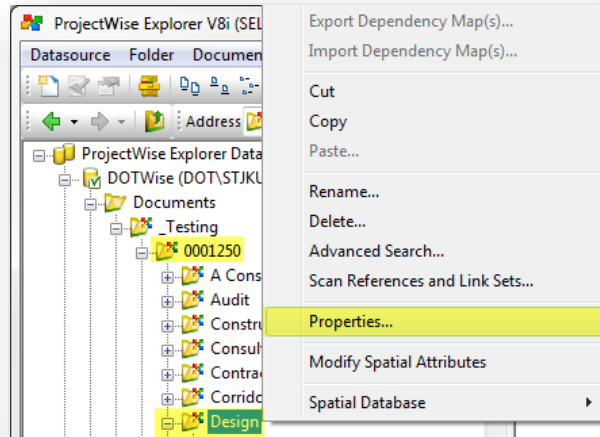 ProjectWise Explorer V8i (SEL
Datasource Folder Documen
Address
ProjectWise Explorer Data
DOTWise (DOT\STJKU
Documents
_Testing
0001250
A Cons
Audit
Constru
Consul
Contra
Corrido
Design
Export Dependency Map(s)...
Import Dependency Map(s)...
Cut
Copy
Paste...
Rename...
Delete...
Advanced Search...
Scan References and Link Sets...
Properties...
Modify Spatial Attributes
Spatial Database